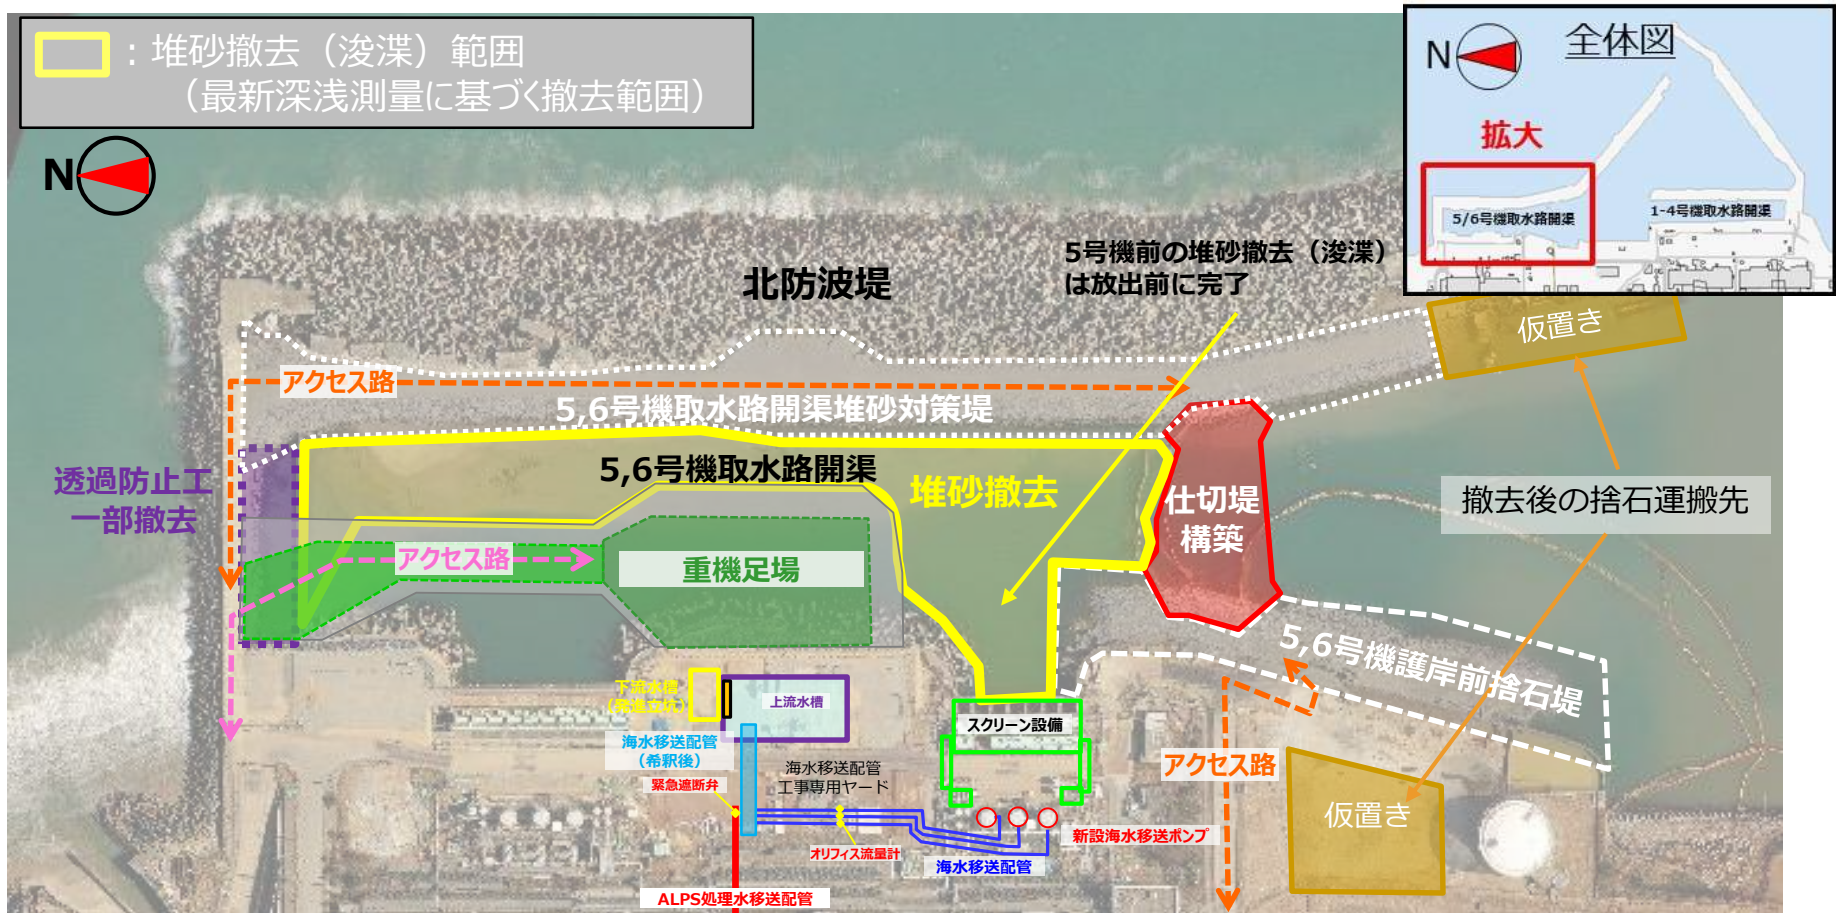 ：堆砂撤去（浚渫）範囲
（最新深浅測量に基づく撤去範囲）
N
N
全体図
拡大
5/6号機取水路開渠
1-4号機取水路開渠
北防波堤
5号機前の堆砂撤去（浚渫）
は放出前に完了
仮置き
アクセス路
5,6号機取水路開渠堆砂対策堤
透過防止工
一部撤去
5,6号機取水路開渠
堆砂撤去
仕切堤
構築
撤去後の捨石運搬先
アクセス路
重機足場
5,6号機護岸前捨石堤
下流水槽
（発進立坑）
上流水槽
スクリーン設備
海水移送配管
（希釈後）
緊急遮断弁
海水移送配管
工事専用ヤード
アクセス路
仮置き
オリフィス流量計
海水移送配管
新設海水移送ポンプ
ALPS処理水移送配管